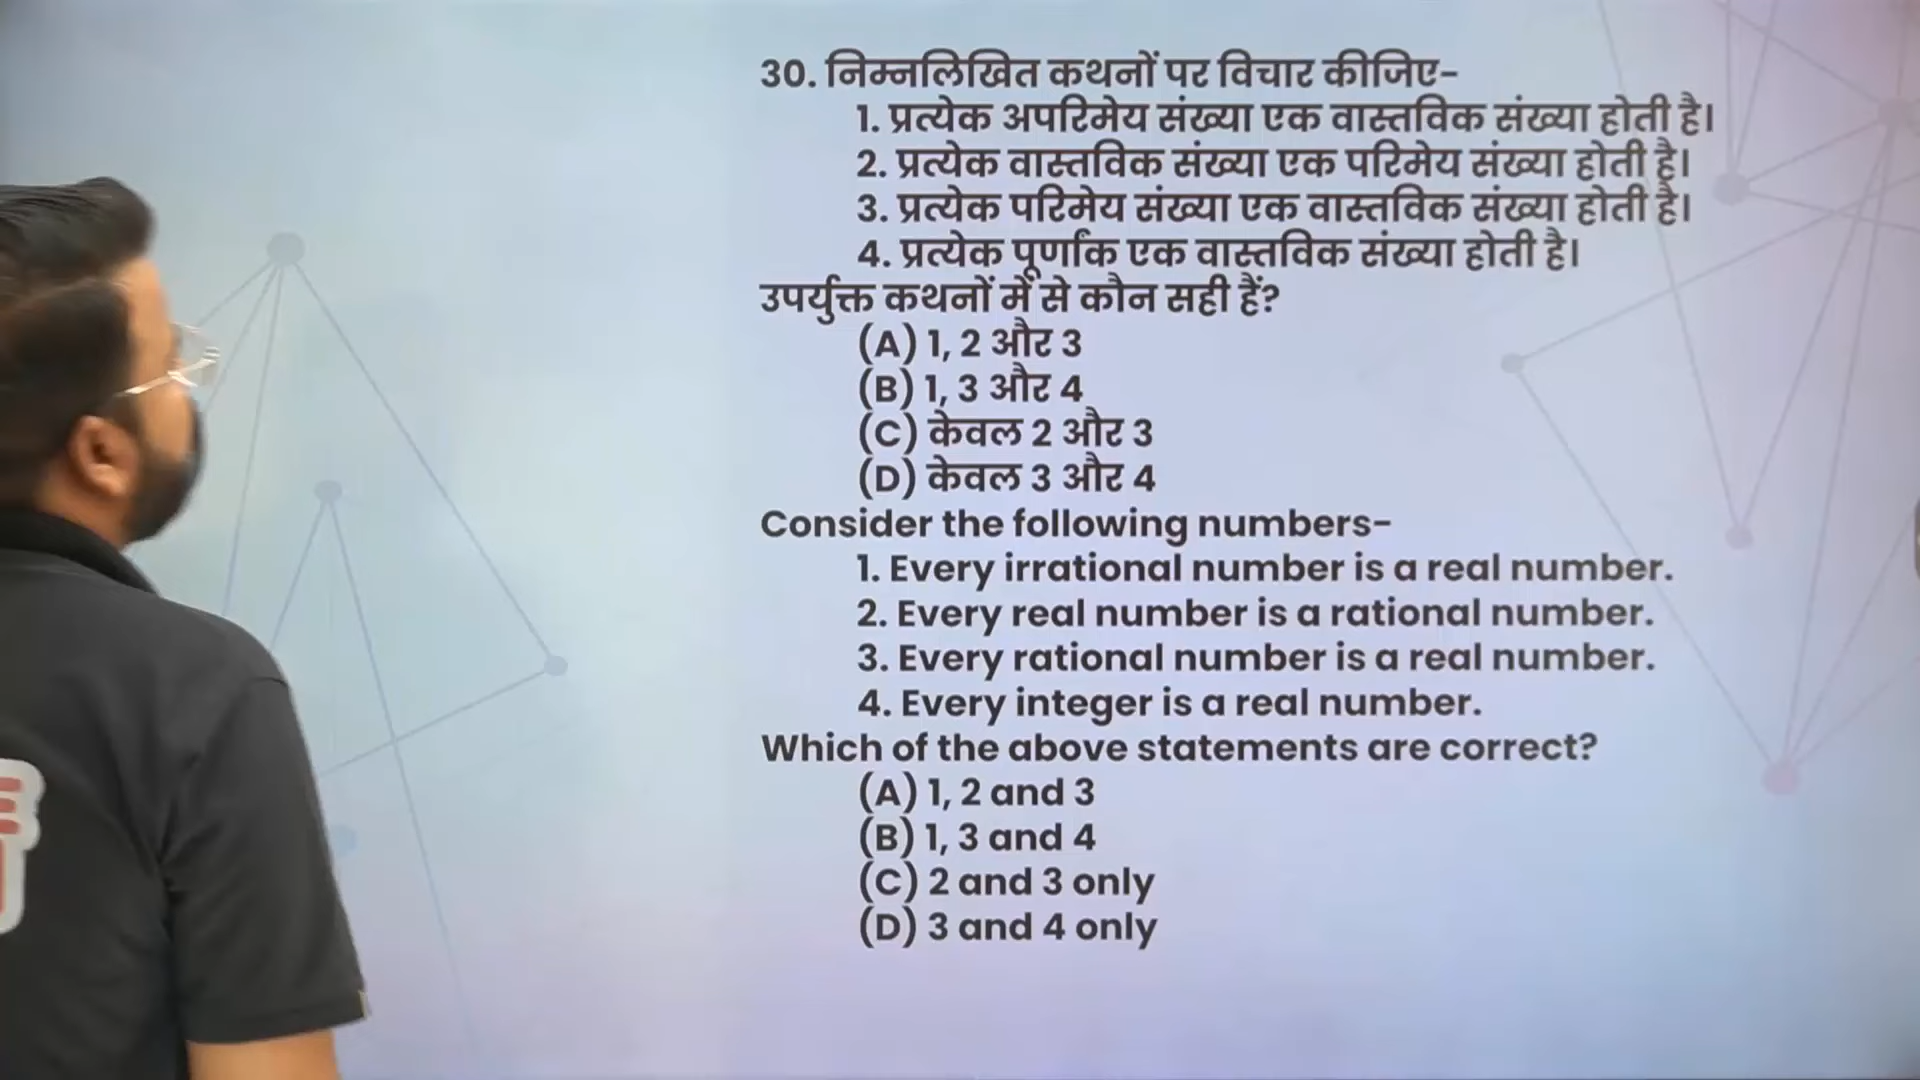 30. निम्नलिखित कथनों पर विचार कीजिए-
1. प्रत्येक अपरिमेय संख्या एक वास्तविक संख्या होती है।
2. प्रत्येक वास्तविक संख्या एक परिमेय संख्या होती है।
3. प्रत्येक परिमेय संख्या एक वास्तविक संख्या होती है।
4. प्रत्येक पूर्णांक एक वास्तविक संख्या होती है।
उपर्युक्त कथनों में से कौन सही हैं?
(A) 1, 2 और 3
(B) 1, 3 और 4
(C) केवल 2 और 3
(D) केवल 3 और 4
Consider the following numbers-
1. Every irrational number is a real number.
2. Every real number is a rational number.
3. Every rational number is a real number.
4. Every integer is a real number.
Which of the above statements are correct?
(A) 1, 2 and 3
(B) 1, 3 and 4
(C) 2 and 3 only
(D) 3 and 4 only